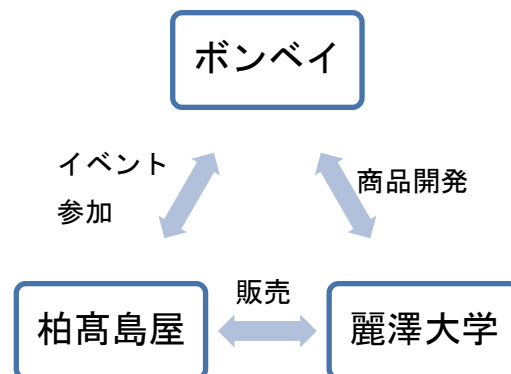 ボンベイ
イベント
参加
商品開発
販売
柏髙島屋
麗澤大学